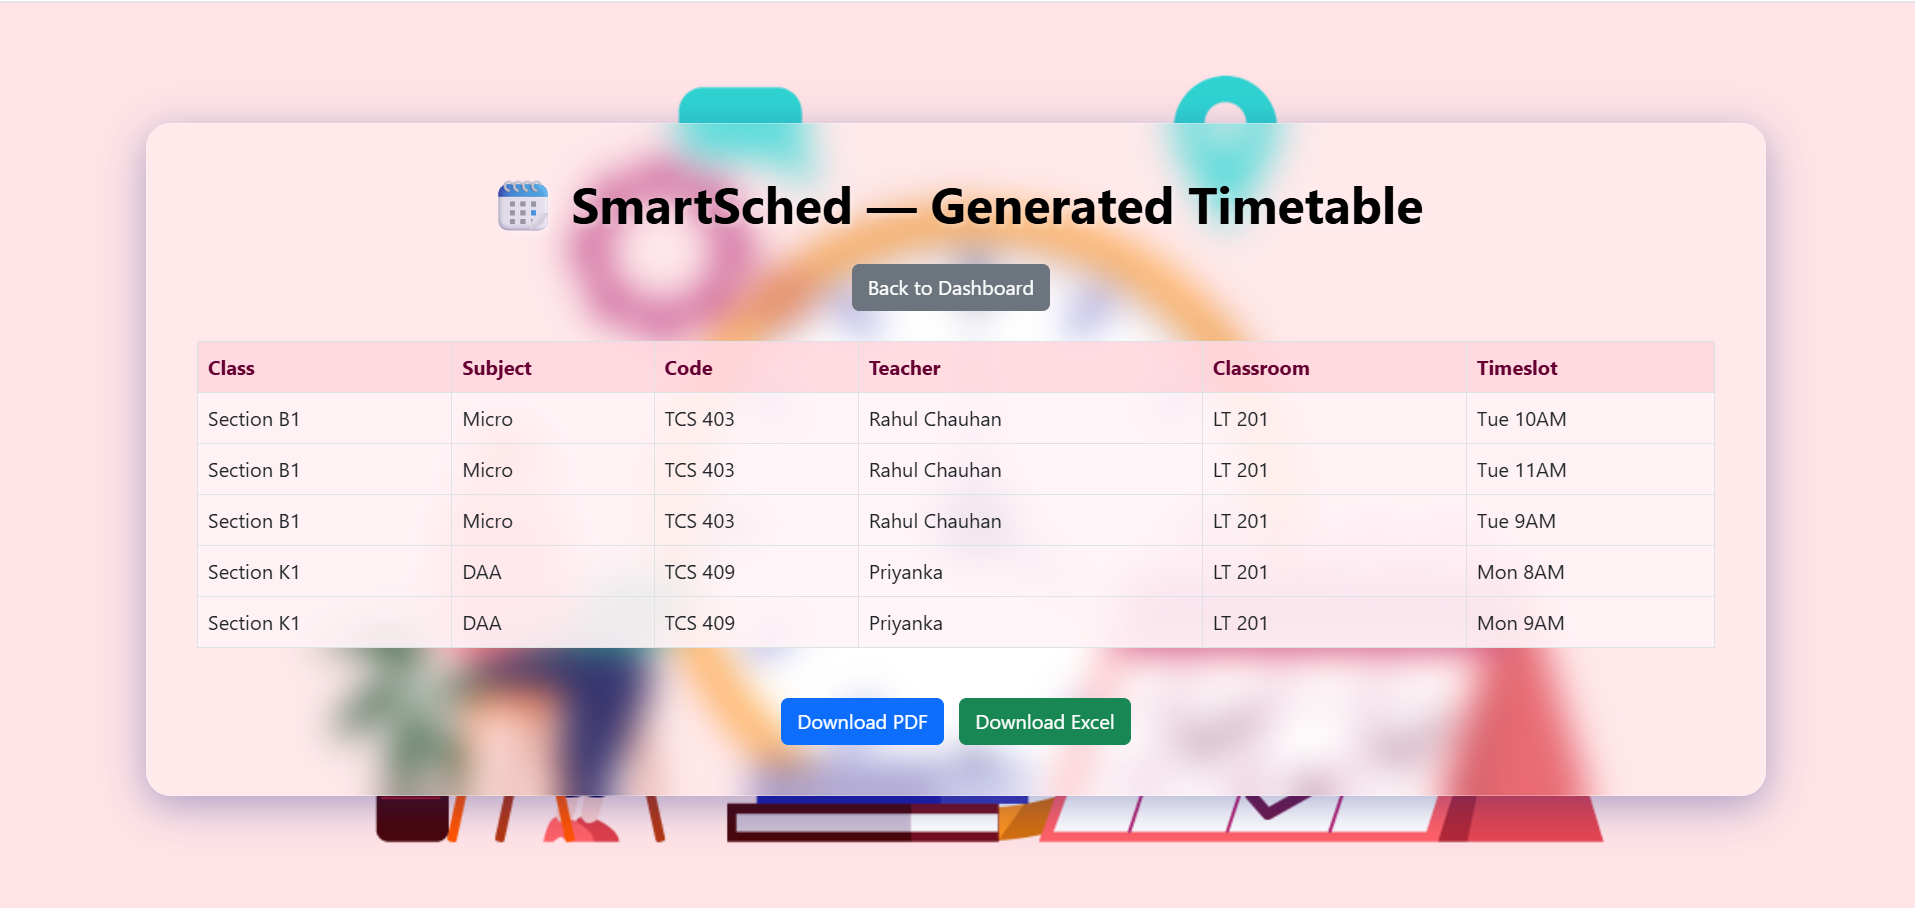 SmartSched — Generated Timetable
Back to Dashboard
Class Subject Code Teacher Classroom Timeslot
Section B1 Micro TCS 403 Rahul Chauhan LT 201 Tue 10AM
Section B1 Micro TCS 403 Rahul Chauhan LT 201 Tue 11AM
Section B1 Micro TCS 403 Rahul Chauhan LT 201 Tue 9AM
Section K1 DAA TCS 409 Priyanka LT 201 Mon 8AM
Section K1 DAA TCS 409 Priyanka LT 201 Mon 9AM
Download PDF Download Excel